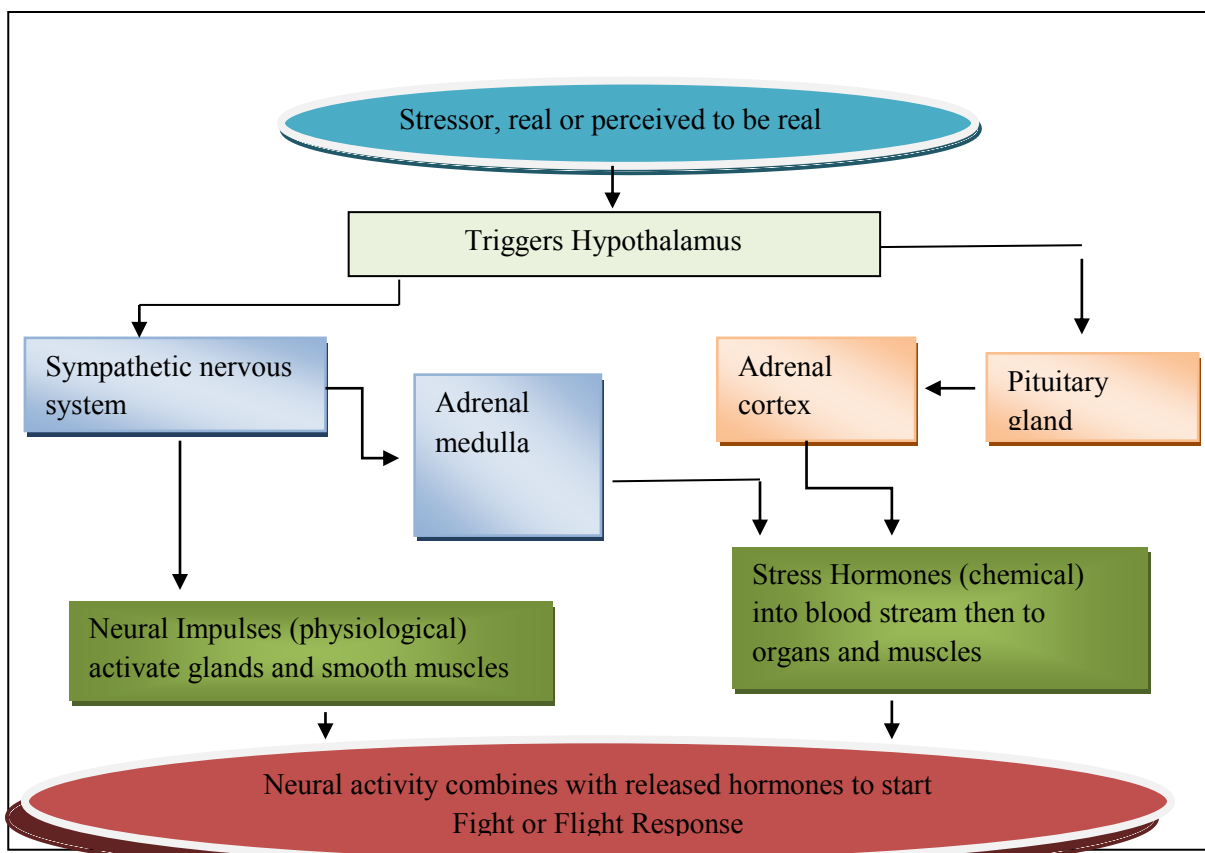 Stressor, real or perceived to be real
Triggers Hypothalamus
Sympathetic nervous
system
Adrenal
medulla
Adrenal
cortex
Pituitary
gland
Neural Impulses (physiological)
activate glands and smooth muscles
Stress Hormones (chemical)
into blood stream then to
organs and muscles
Neural activity combines with released hormones to start
Fight or Flight Response